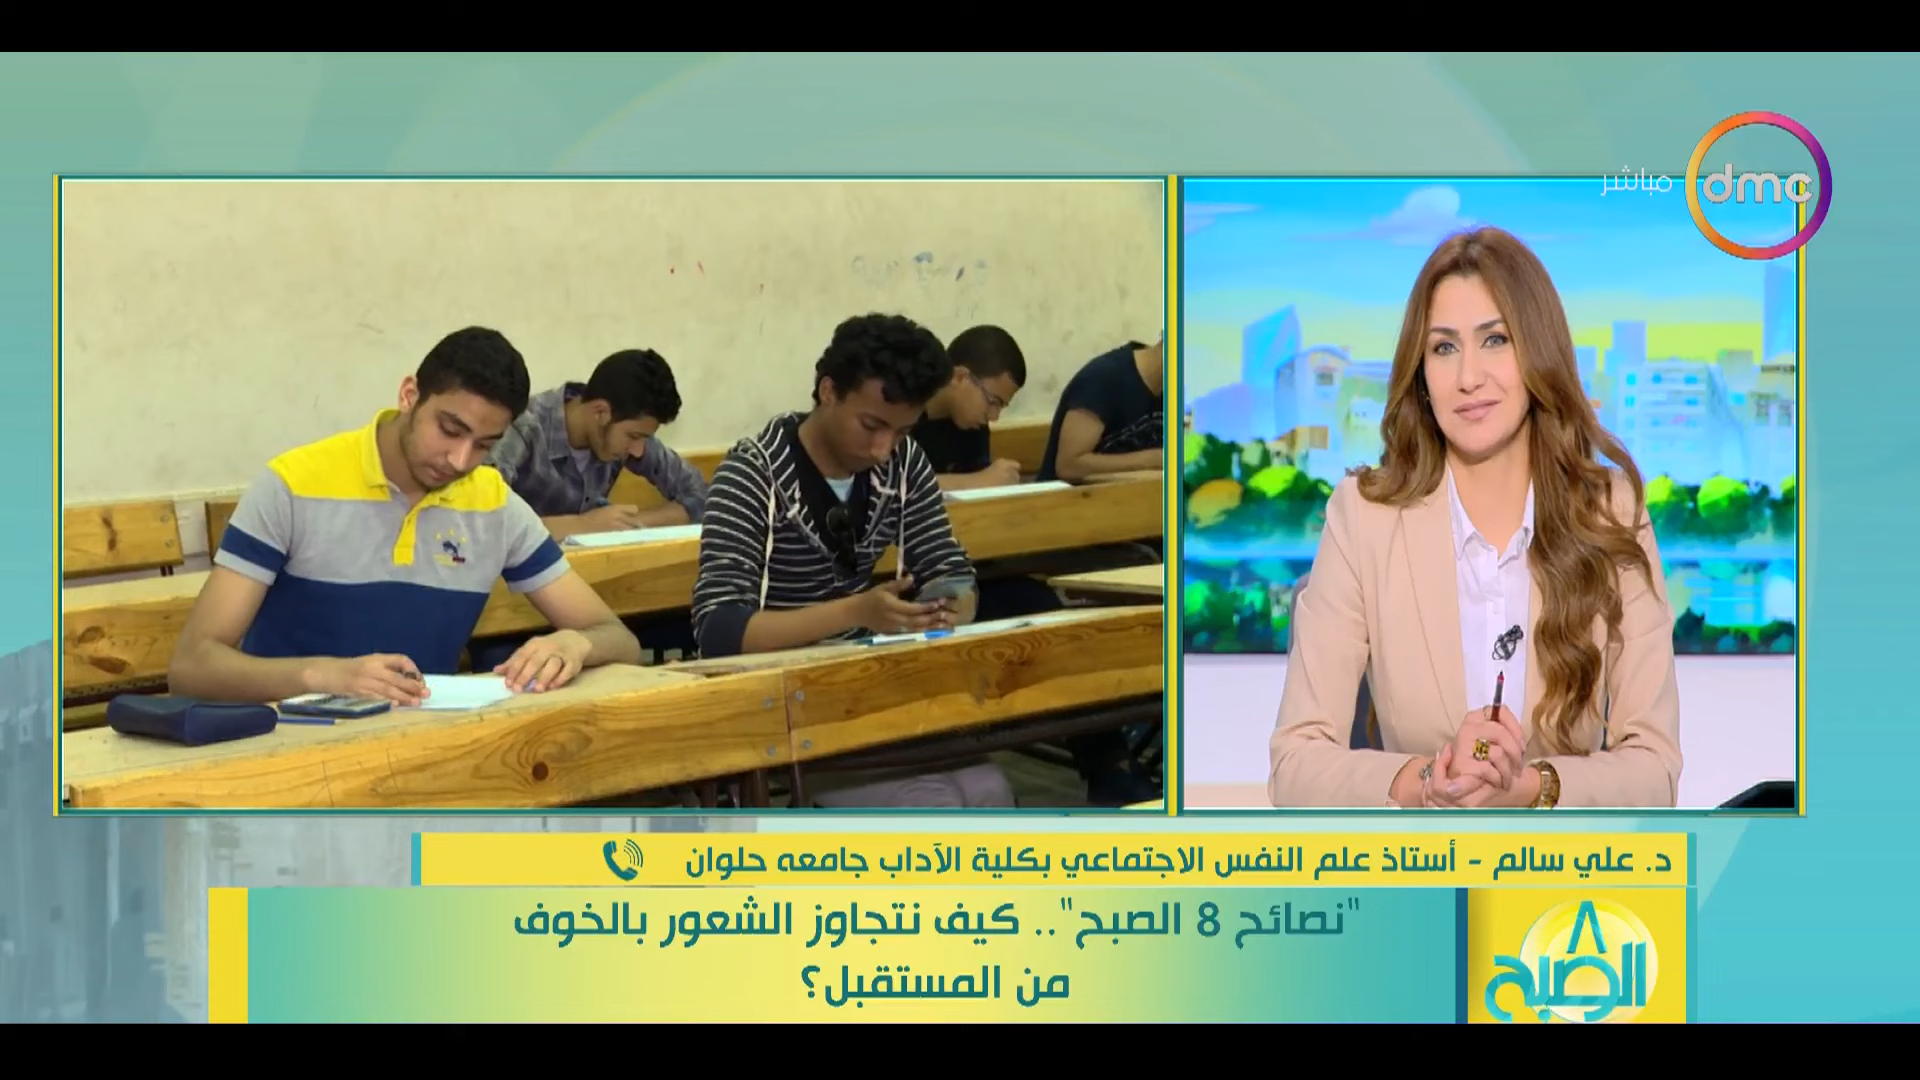 dmc
مباشر
د. علي سالم - أستاذ علم النفس الاجتماعي بكلية الآداب جامعه حلوان
"نصائح 8 الصبح".. كيف نتجاوز الشعور بالخوف
من المستقبل؟
٨
الصبح